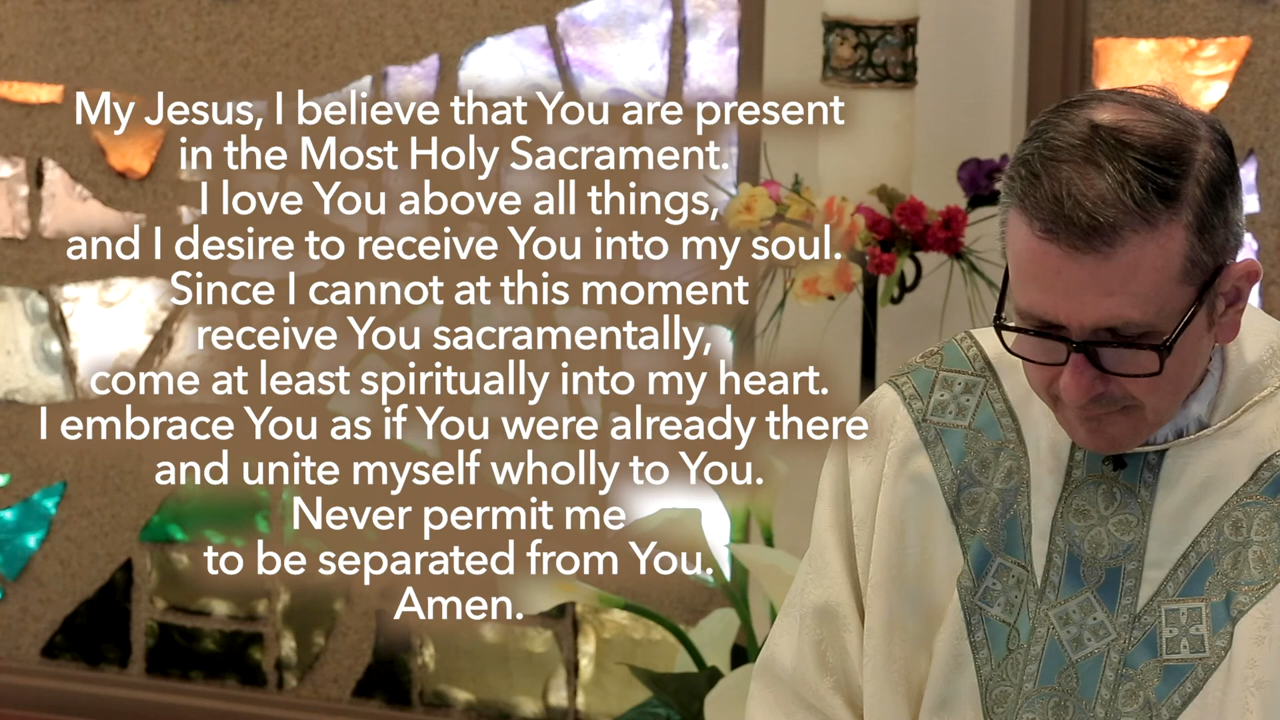 My Jesus, I believe that You are present
in the Most Holy Sacrament.
I love You above all things,
and I desire to receive You into my soul.
Since I cannot at this moment
receive You sacramentally,
come at least spiritually into my heart.
I embrace You as if You were already there
and unite myself wholly to You.
Never permit me
to be separated from You.
Amen.